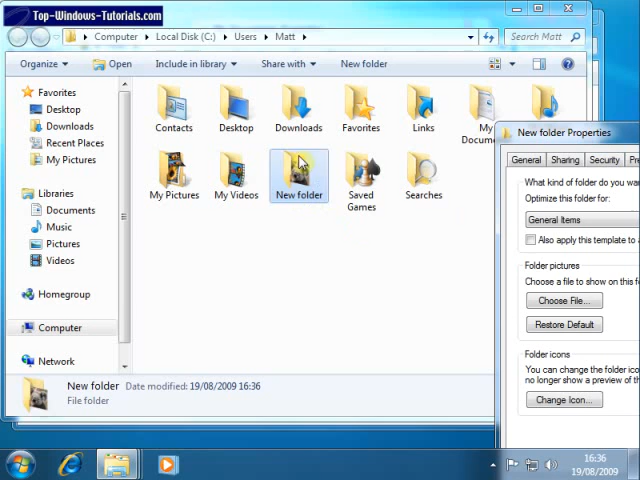 Top-Windows-Tutorials.com
Computer Local Disk (C:) Users Matt Search Matt
Organize Open Include in library Share with New folder
Favorites
Desktop
Downloads
Recent Places
My Pictures
Libraries
Documents
Music
Pictures
Videos
Homegroup
Computer
Network
Contacts
Desktop
Downloads
Favorites
Links
My
Docum
My Pictures
My Videos
New folder
Saved
Games
Searches
New folder Date modified: 19/08/2009 16:36
File folder
New folder Properties
General Sharing Security Pre
What kind of folder do you wa
Optimize this folder for:
General Items
Also apply this template to a
Folder pictures
Choose a file to show on this fo
Choose File...
Restore Default
Folder icons
You can change the folder ico
no longer show a preview of the
Change Icon...
16:36
19/08/2009